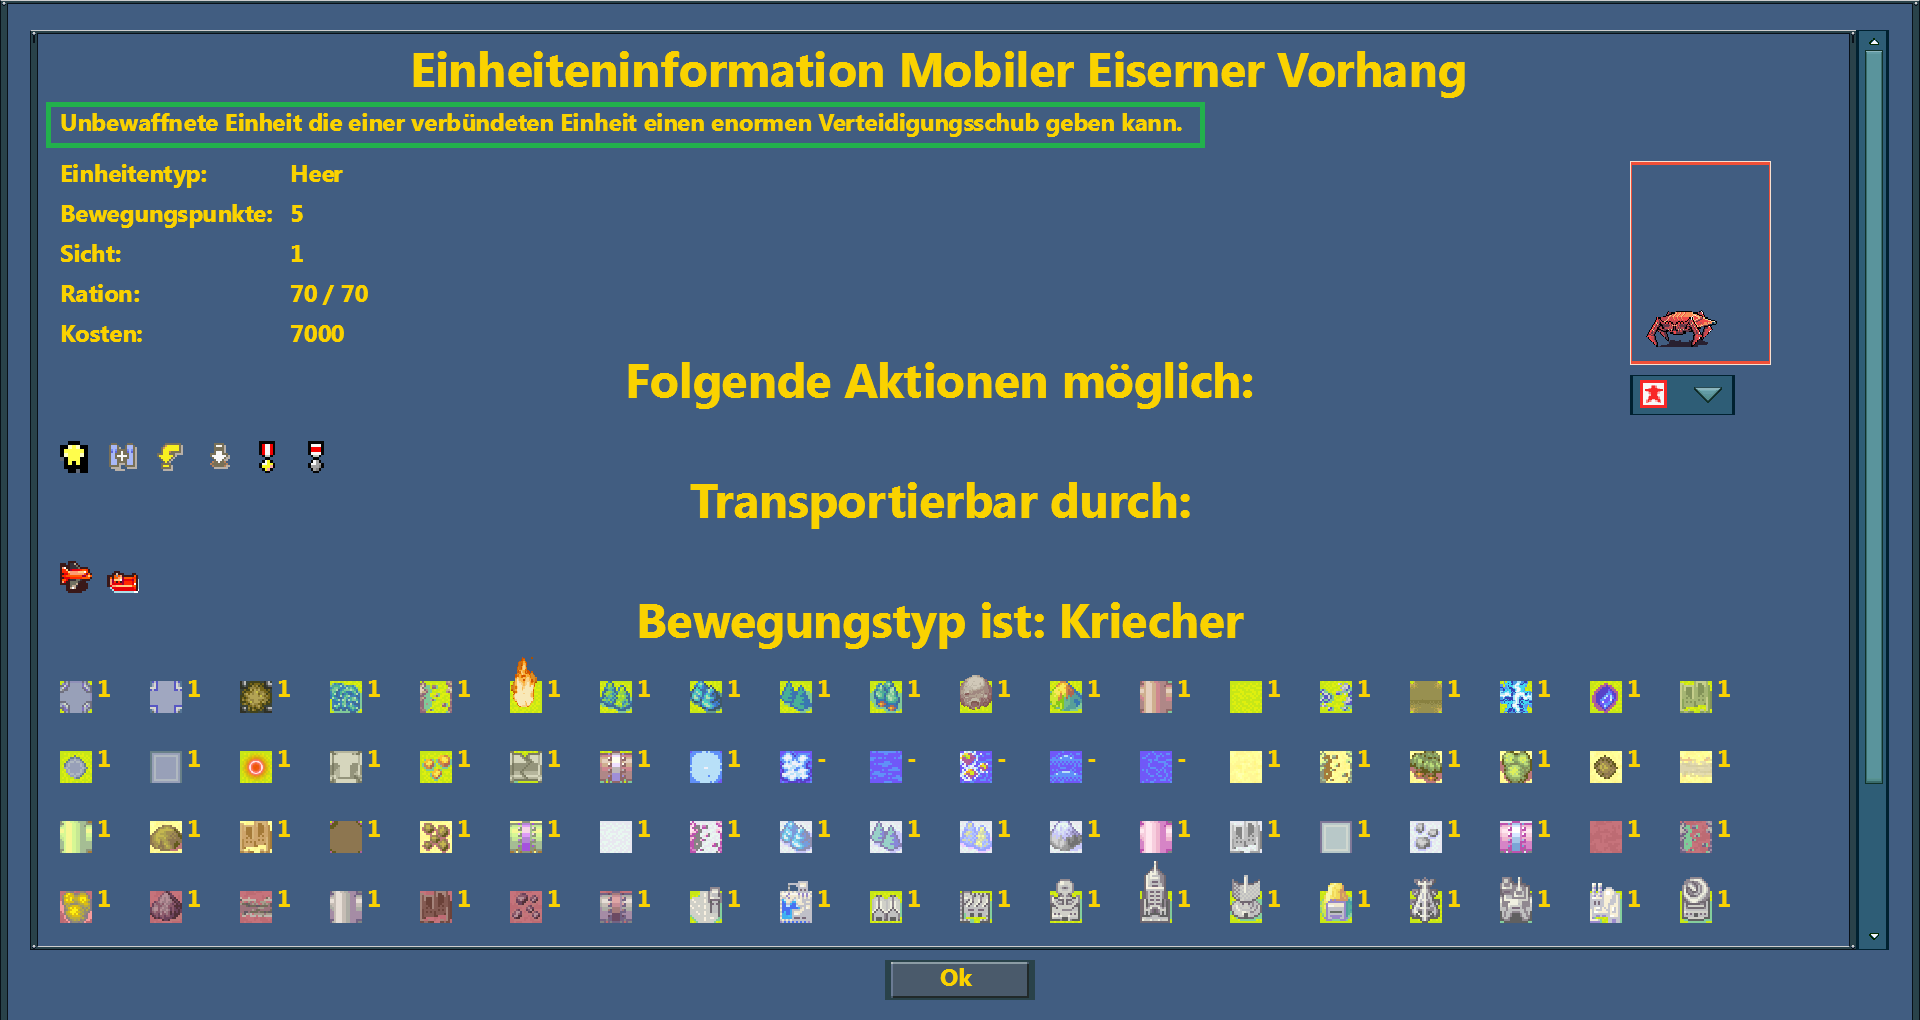 Einheiteninformation Mobiler Eiserner Vorhang
Unbewaffnete Einheit die einer verbündeten Einheit einen enormen Verteidigungsschub geben kann.
Einheitentyp: Heer
Bewegungspunkte: 5
Sicht: 1
Ration: 70 / 70
Kosten: 7000
Folgende Aktionen möglich:
Transportierbar durch:
Bewegungstyp ist: Kriecher
1 1 1 1 1 1 1 1 1 1 1 1 1 1 1 1 1 1 1
1 1 1 1 1 1 1 1 - - - - - 1 1 1 1 1 1
1 1 1 1 1 1 1 1 1 1 1 1 1 1 1 1 1 1 1
1 1 1 1 1 1 1 1 1 1 1 1 1 1 1 1 1 1 1
Ok